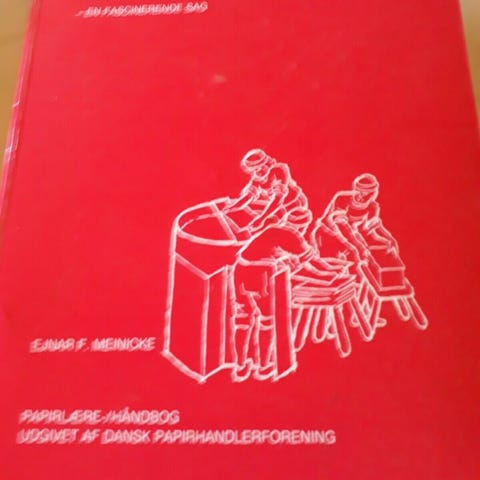 - EN FASCINERENDE SAG
EJNAR F. MEINICKE
PAPIRLÆRE-/HÅNDBOG
UDGIVET AF DANSK PAPIRHANDLERFORENING